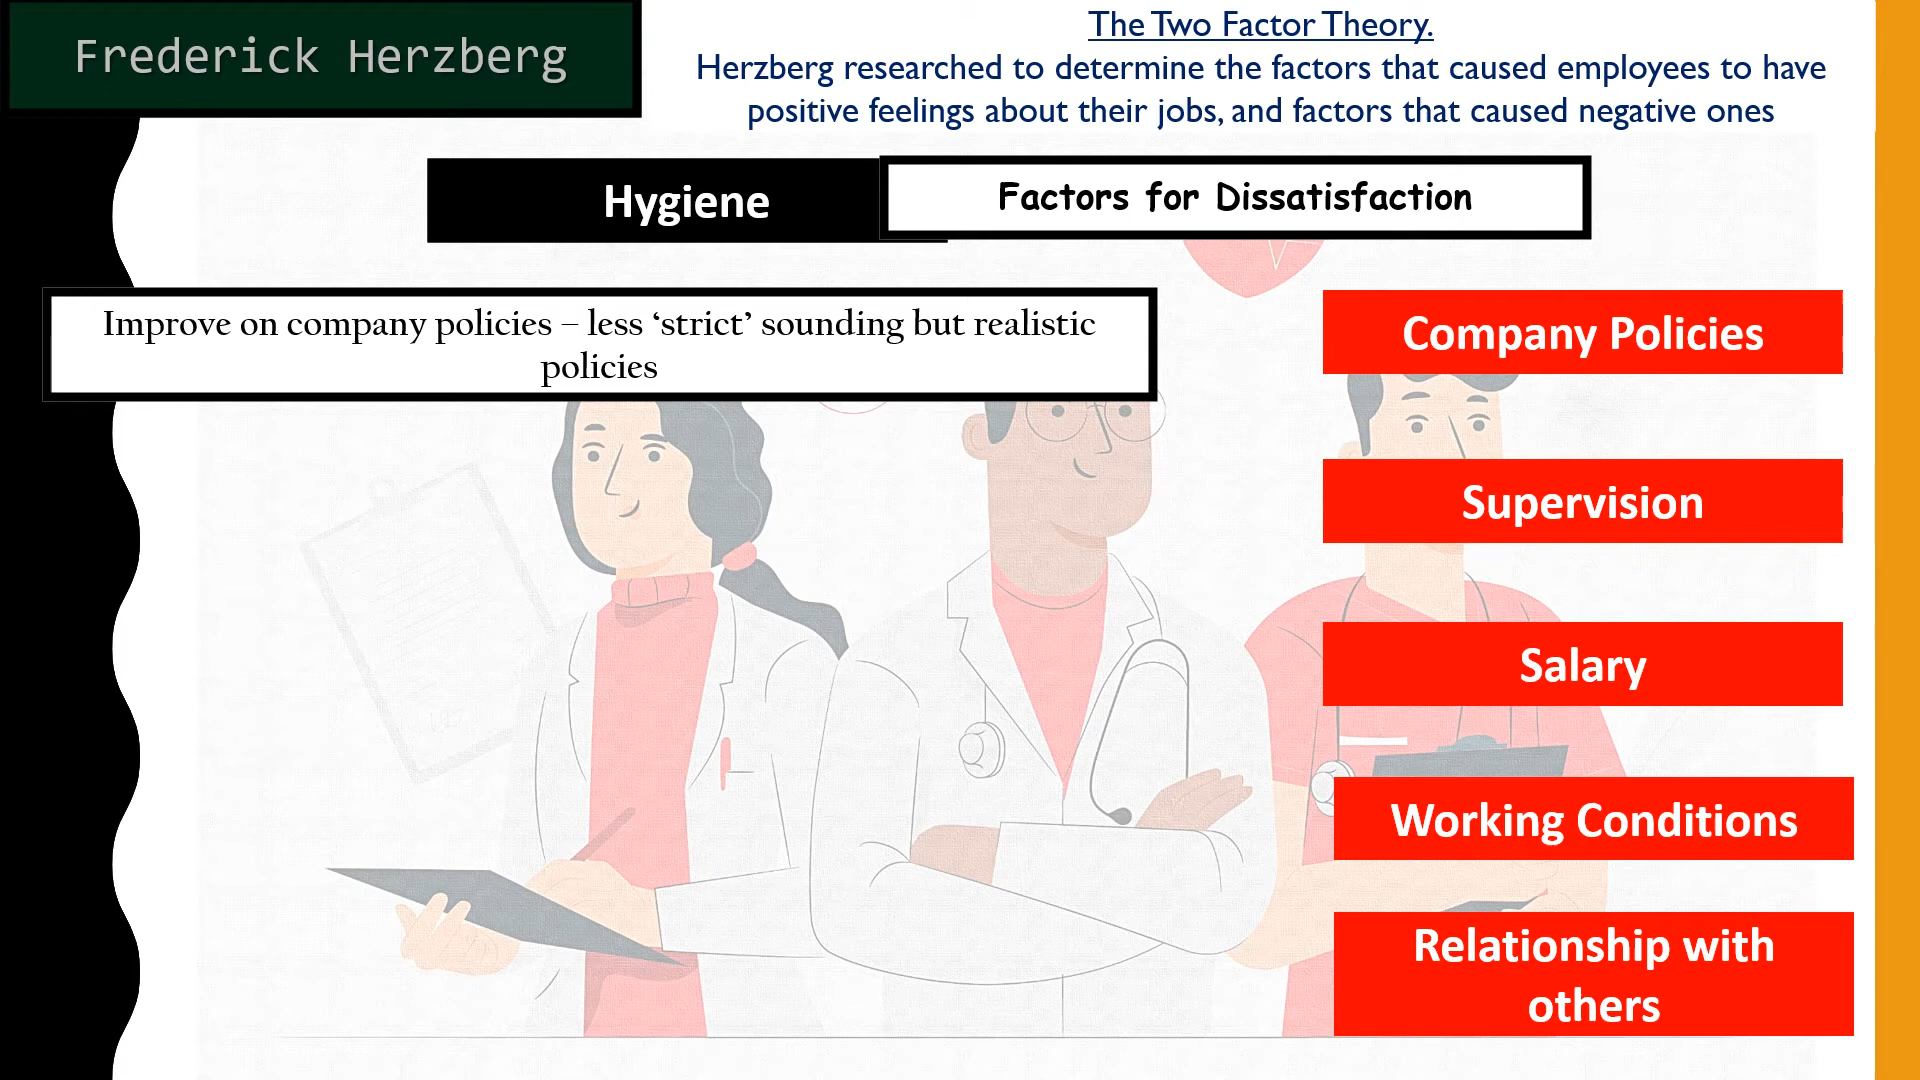 Frederick Herzberg
The Two Factor Theory.
Herzberg researched to determine the factors that caused employees to have
positive feelings about their jobs, and factors that caused negative ones
Hygiene
Factors for Dissatisfaction
Improve on company policies – less ‘strict’ sounding but realistic
policies
Company Policies
Supervision
Salary
Working Conditions
Relationship with
others